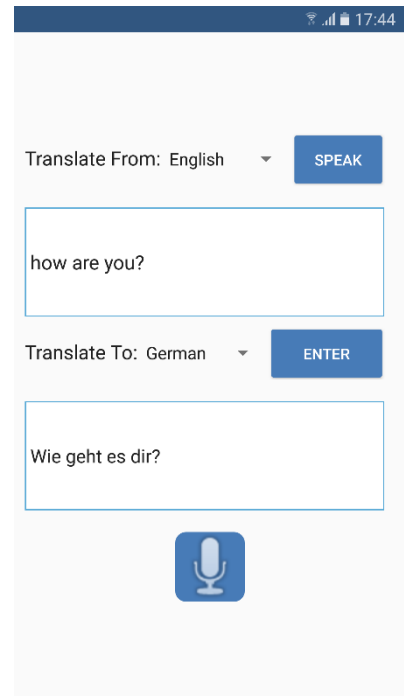 17:44
Translate From: English SPEAK
how are you?
Translate To: German ENTER
Wie geht es dir?